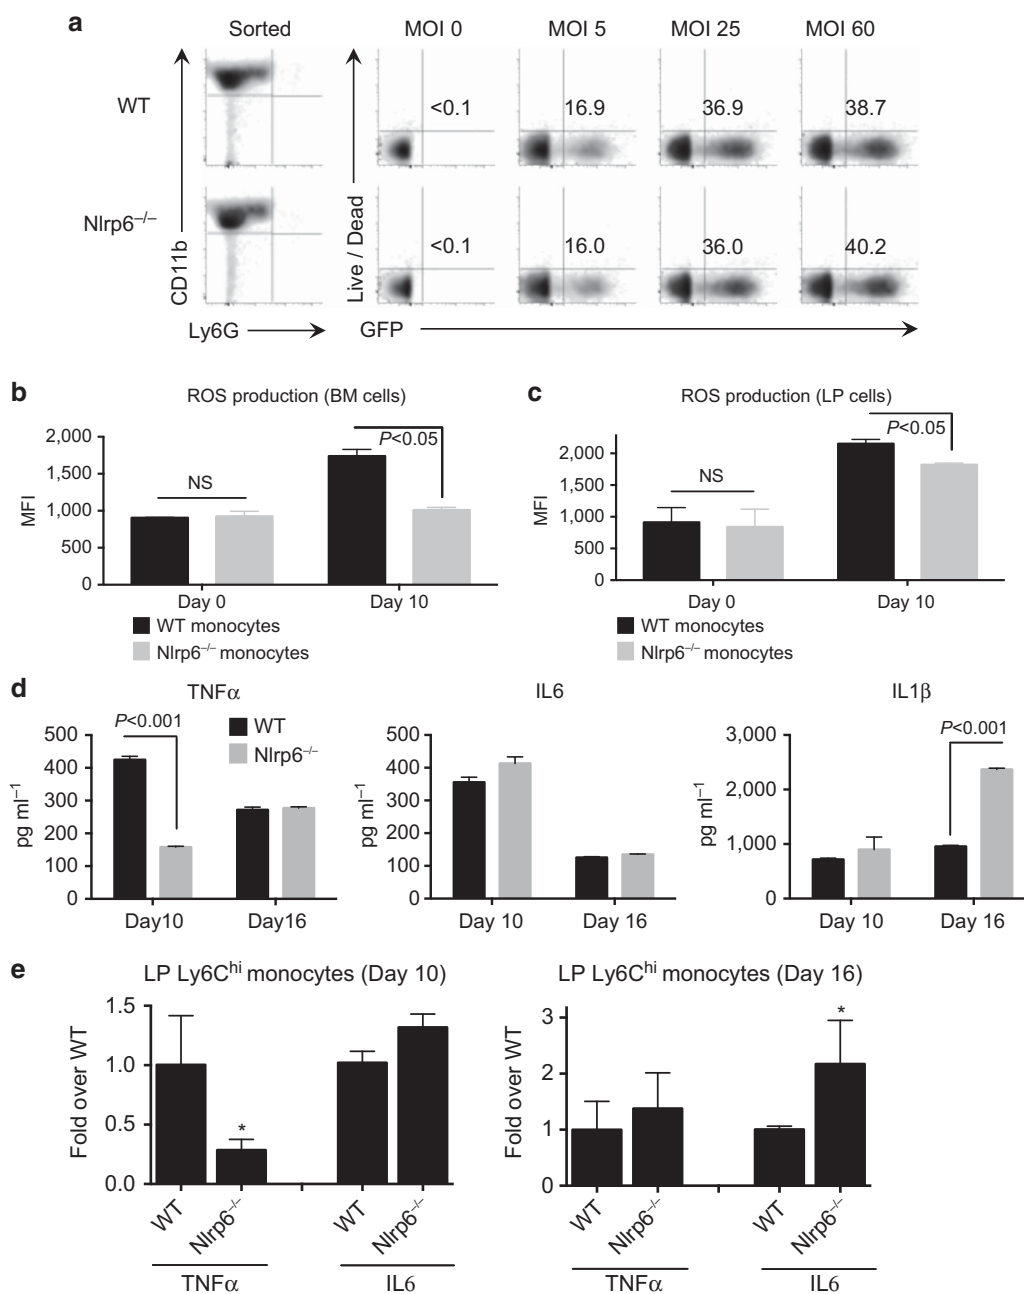 a
Sorted MOI 0 MOI 5 MOI 25 MOI 60
WT
<0.1 16.9 36.9 38.7
Nlrp6–/–
<0.1 16.0 36.0 40.2
CD11b
Live / Dead
Ly6G GFP
b
ROS production (BM cells)
2,000
1,500
1,000
500
0
MFI
NS
P<0.05
Day 0 Day 10
WT monocytes
Nlrp6–/– monocytes
c
ROS production (LP cells)
2,000
1,500
1,000
500
0
MFI
NS
P<0.05
Day 0 Day 10
WT monocytes
Nlrp6–/– monocytes
d
TNFα
P<0.001
WT
Nlrp6–/–
500
400
300
200
100
0
pg ml–1
Day10 Day16
IL6
500
400
300
200
100
0
pg ml–1
Day 10 Day 16
IL1β
P<0.001
3,000
2,000
1,000
0
pg ml–1
Day 10 Day 16
e
LP Ly6Chi monocytes (Day 10)
1.5
1.0
0.5
0.0
Fold over WT
*
WT Nlrp6–/– WT Nlrp6–/–
TNFα IL6
LP Ly6Chi monocytes (Day 16)
3
2
1
0
Fold over WT
*
WT Nlrp6–/– WT Nlrp6–/–
TNFα IL6